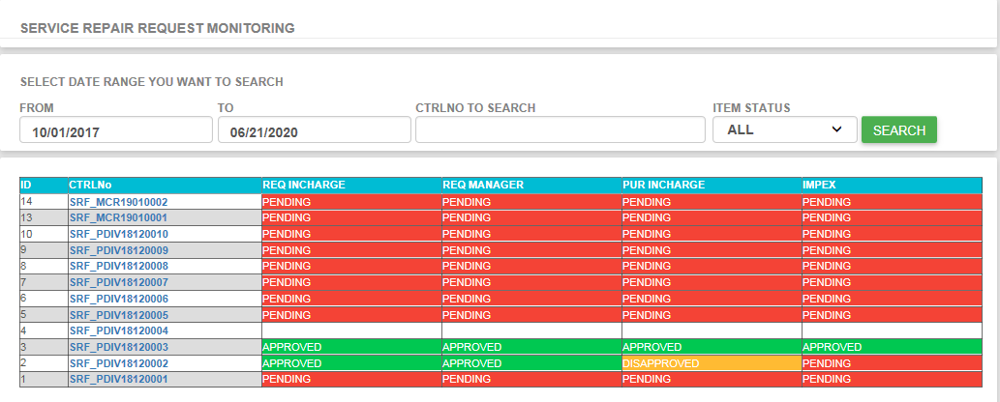 SERVICE REPAIR REQUEST MONITORING
SELECT DATE RANGE YOU WANT TO SEARCH
FROM TO CTRLNO TO SEARCH ITEM STATUS
10/01/2017 06/21/2020 ALL SEARCH
ID CTRLNo REQ INCHARGE REQ MANAGER PUR INCHARGE IMPEX
14 SRF_MCR19010002 PENDING PENDING PENDING PENDING
13 SRF_MCR19010001 PENDING PENDING PENDING PENDING
10 SRF_PDIV18120010 PENDING PENDING PENDING PENDING
9 SRF_PDIV18120009 PENDING PENDING PENDING PENDING
8 SRF_PDIV18120008 PENDING PENDING PENDING PENDING
7 SRF_PDIV18120007 PENDING PENDING PENDING PENDING
6 SRF_PDIV18120006 PENDING PENDING PENDING PENDING
5 SRF_PDIV18120005 PENDING PENDING PENDING PENDING
4 SRF_PDIV18120004
3 SRF_PDIV18120003 APPROVED APPROVED APPROVED APPROVED
2 SRF_PDIV18120002 APPROVED APPROVED DISAPPROVED PENDING
1 SRF_PDIV18120001 PENDING PENDING PENDING PENDING